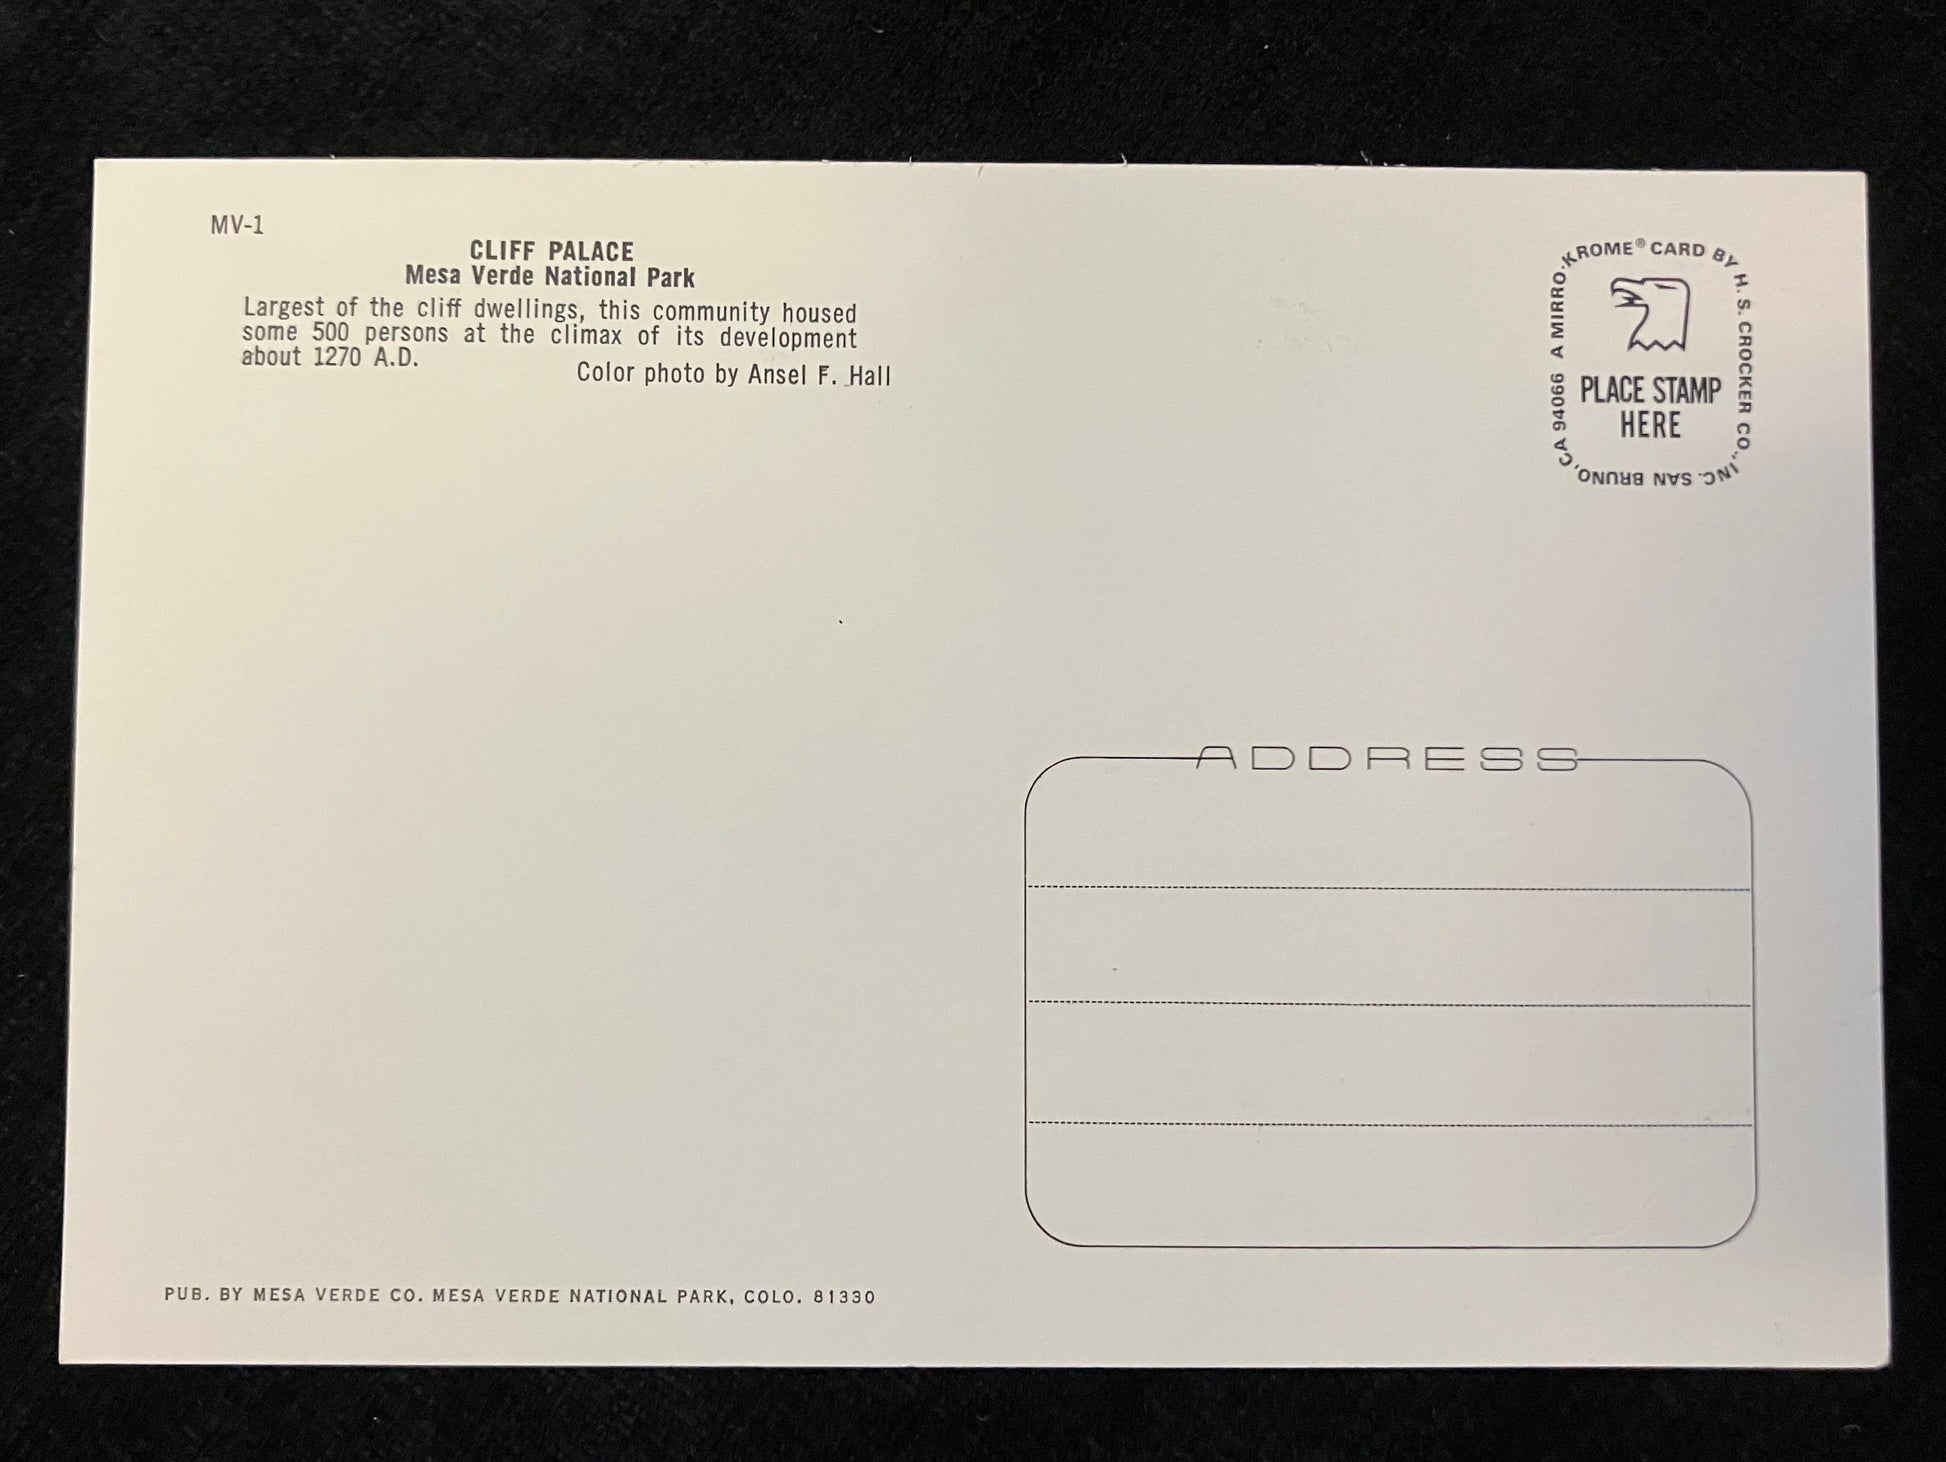 MV-1
CLIFF PALACE
Mesa Verde National Park
Largest of the cliff dwellings, this community housed
some 500 persons at the climax of its development
about 1270 A.D.
Color photo by Ansel F. Hall
A MIRRO-KROME® CARD BY H. S. CROCKER CO., INC. SAN BRUNO, CA 94066
PLACE STAMP
HERE
ADDRESS
PUB. BY MESA VERDE CO. MESA VERDE NATIONAL PARK, COLO. 81330